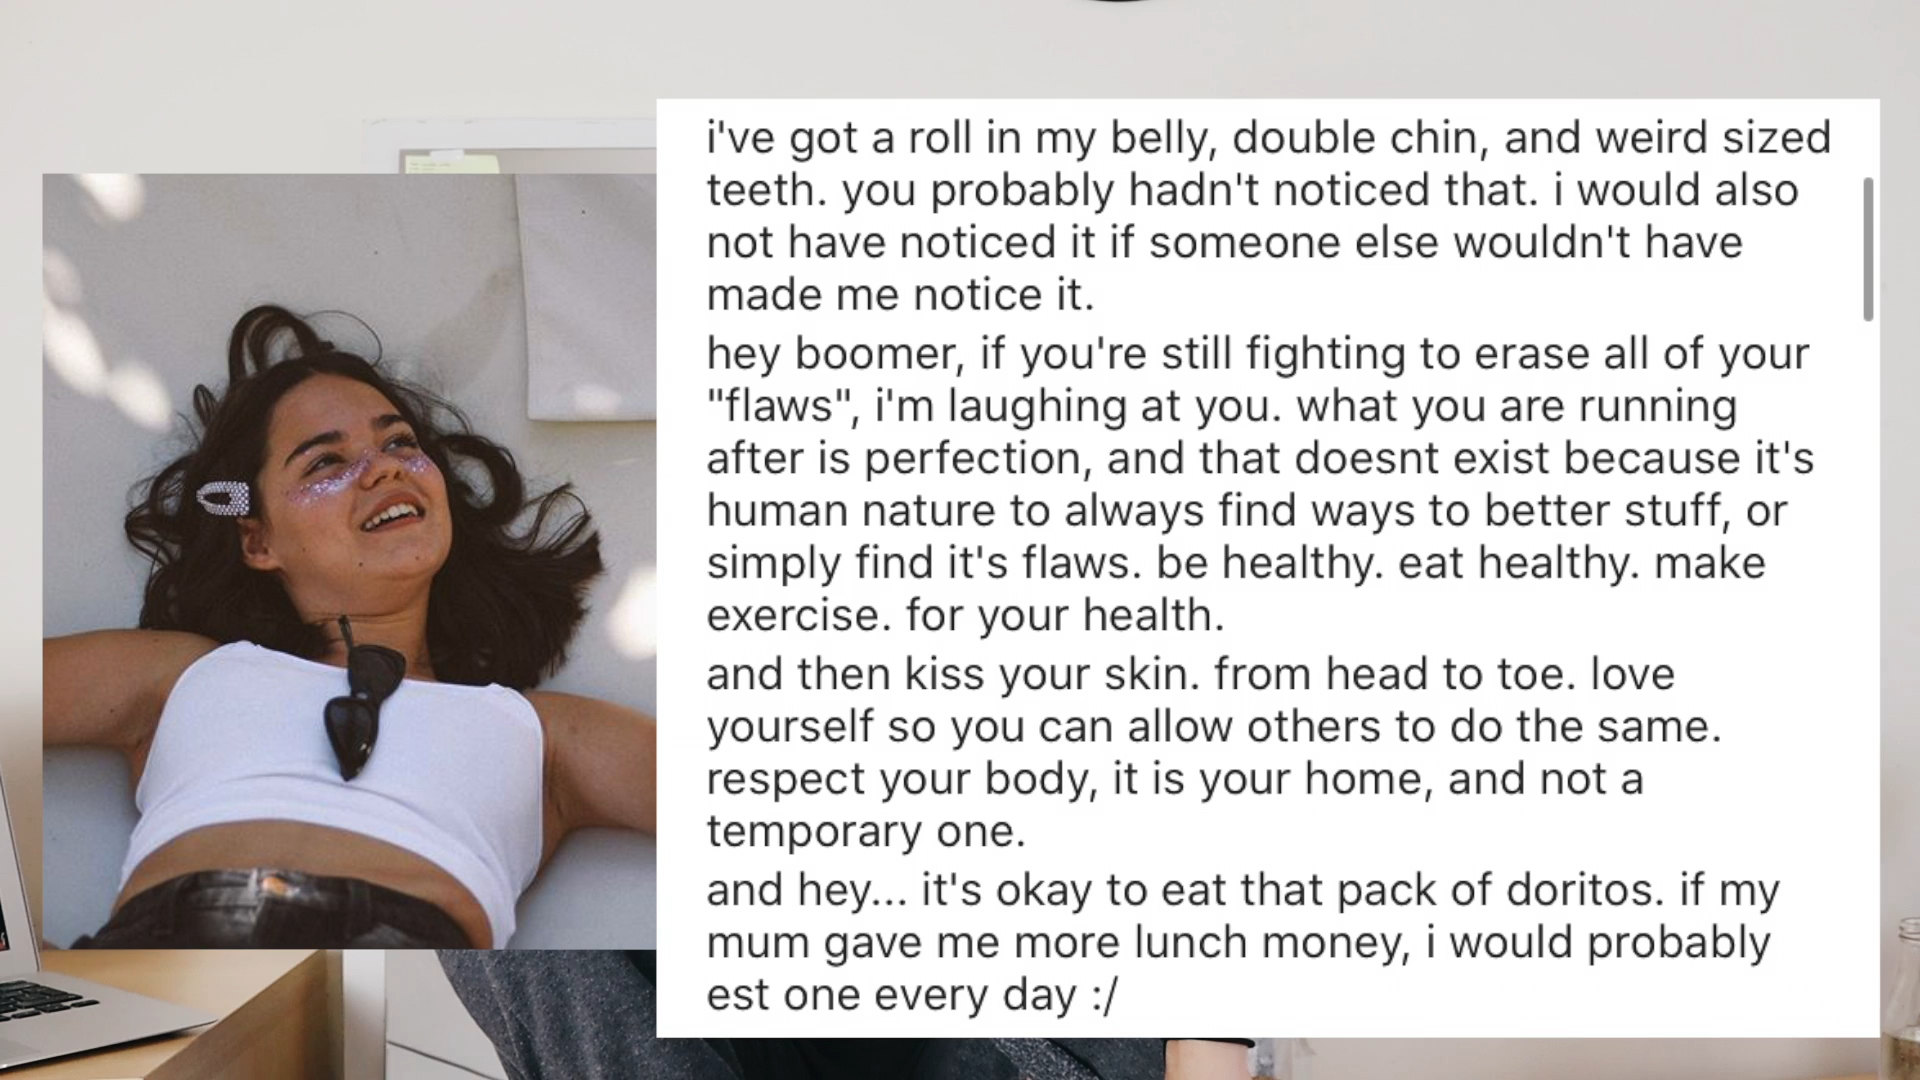 i've got a roll in my belly, double chin, and weird sized
teeth. you probably hadn't noticed that. i would also
not have noticed it if someone else wouldn't have
made me notice it.
hey boomer, if you're still fighting to erase all of your
"flaws", i'm laughing at you. what you are running
after is perfection, and that doesnt exist because it's
human nature to always find ways to better stuff, or
simply find it's flaws. be healthy. eat healthy. make
exercise. for your health.
and then kiss your skin. from head to toe. love
yourself so you can allow others to do the same.
respect your body, it is your home, and not a
temporary one.
and hey... it's okay to eat that pack of doritos. if my
mum gave me more lunch money, i would probably
est one every day :/